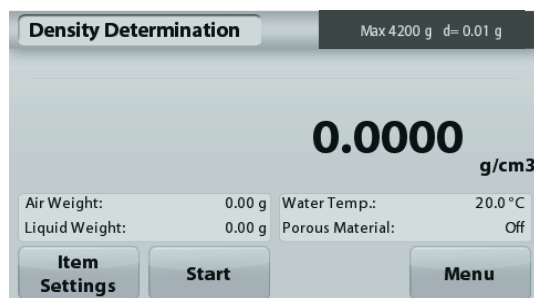 Density Determination
Max 4200 g d= 0.01 g
0.0000
g/cm3
Air Weight: 0.00 g Water Temp.: 20.0 °C
Liquid Weight: 0.00 g Porous Material: Off
Item Settings
Start
Menu